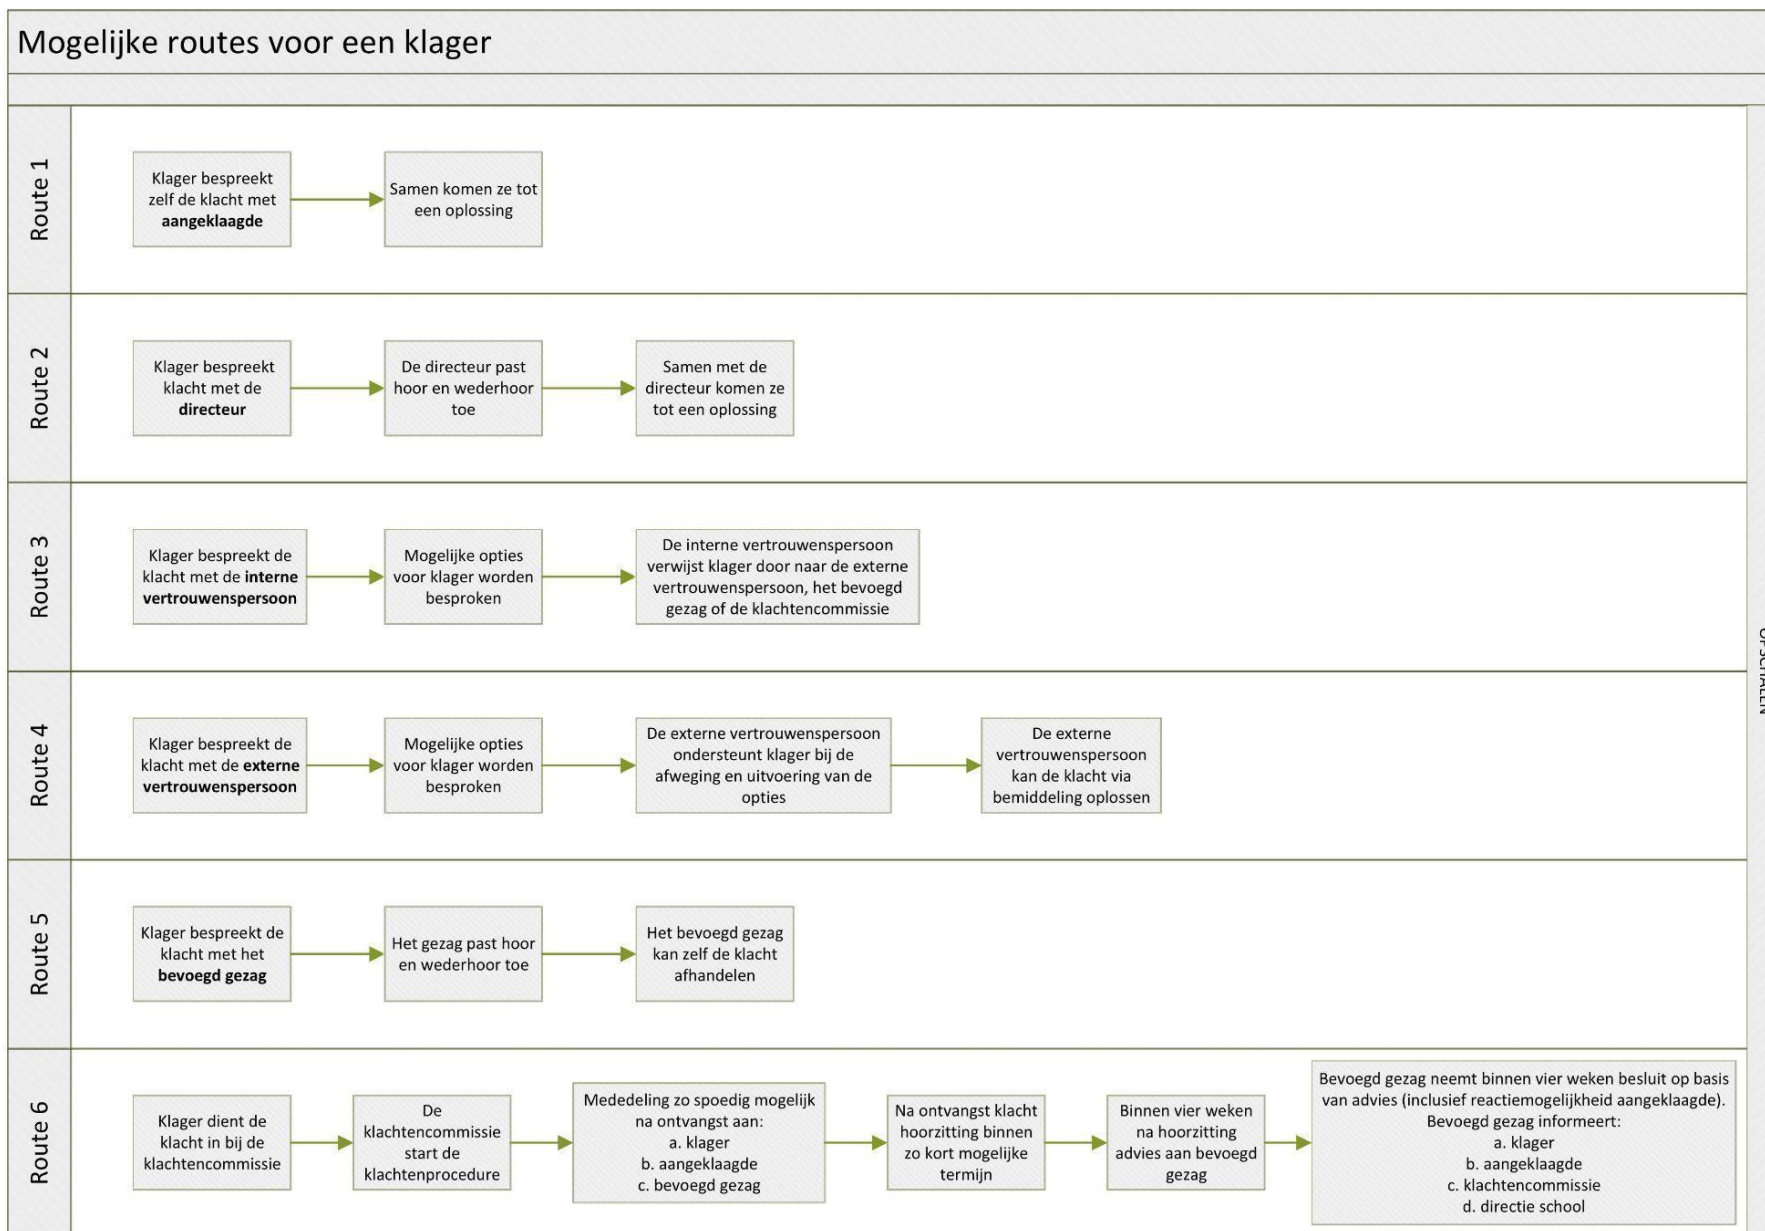 Mogelijke routes voor een klager
Route 1
Klager bespreekt
zelf de klacht met
aangeklaagde
Samen komen ze tot
een oplossing
Route 2
Klager bespreekt
klacht met de
directeur
De directeur past
hoor en wederhoor
toe
Samen met de
directeur komen ze
tot een oplossing
Route 3
Klager bespreekt de
klacht met de interne
vertrouwenspersoon
Mogelijke opties
voor klager worden
besproken
De interne vertrouwenspersoon
verwijst klager door naar de externe
vertrouwenspersoon, het bevoegd
gezag of de klachtencommissie
Route 4
Klager bespreekt de
klacht met de externe
vertrouwenspersoon
Mogelijke opties
voor klager worden
besproken
De externe vertrouwenspersoon
ondersteunt klager bij de
afweging en uitvoering van de
opties
De externe
vertrouwenspersoon
kan de klacht via
bemiddeling oplossen
Route 5
Klager bespreekt de
klacht met het
bevoegd gezag
Het gezag past hoor
en wederhoor toe
Het bevoegd gezag
kan zelf de klacht
afhandelen
Route 6
Klager dient de
klacht in bij de
klachtencommissie
De
klachtencommissie
start de
klachtenprocedure
Mededeling zo spoedig mogelijk
na ontvangst aan:
a. klager
b. aangeklaagde
c. bevoegd gezag
Na ontvangst klacht
hoorzitting binnen
zo kort mogelijke
termijn
Binnen vier weken
na hoorzitting
advies aan bevoegd
gezag
Bevoegd gezag neemt binnen vier weken besluit op basis
van advies (inclusief reactiemogelijkheid aangeklaagde).
Bevoegd gezag informeert:
a. klager
b. aangeklaagde
c. klachtencommissie
d. directie school
OPSCHALEN